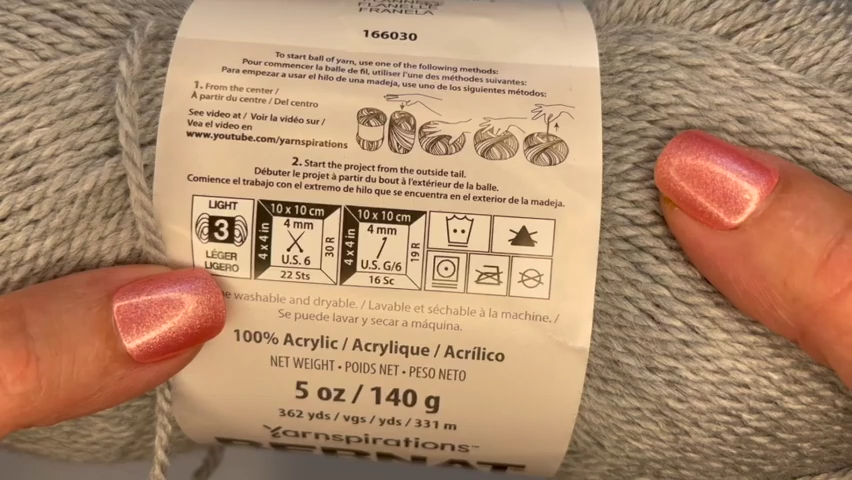 FLANELLE
FRANELA
166030
To start ball of yarn, use one of the following methods:
Pour commencer la balle de fil, utiliser l'une des méthodes suivantes:
Para empezar a usar el hilo de una madeja, use uno de los siguientes métodos:
1. From the center /
À partir du centre / Del centro
See video at / Voir la vidéo sur /
Vea el video en
www.youtube.com/yarnspirations
2. Start the project from the outside tail.
Débuter le projet à partir du bout à l'extérieur de la balle.
Comience el trabajo con el extremo de hilo que se encuentra en el exterior de la madeja.
LIGHT
3
LÉGER
LIGERO
10 x 10 cm
4 x 4 in
4 mm
U.S. 6
30 R
22 Sts
10 x 10 cm
4 x 4 in
4 mm
U.S. G/6
19 R
16 Sc
washable and dryable. / Lavable et séchable à la machine. /
Se puede lavar y secar a máquina.
100% Acrylic / Acrylique / Acrílico
NET WEIGHT • POIDS NET • PESO NETO
5 oz / 140 g
362 yds / vgs / yds / 331 m
Yarnspirations™
BERNAT